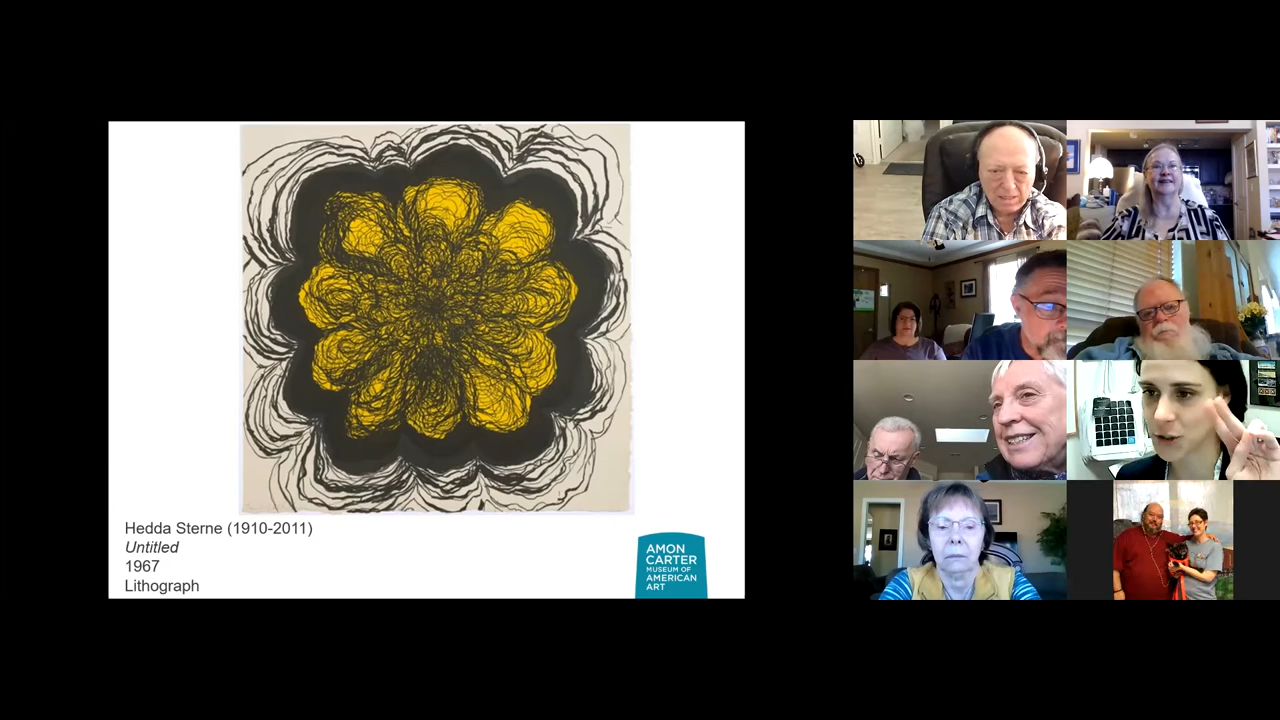 Hedda Sterne (1910-2011)
Untitled
1967
Lithograph
AMON
CARTER
MUSEUM OF
AMERICAN
ART